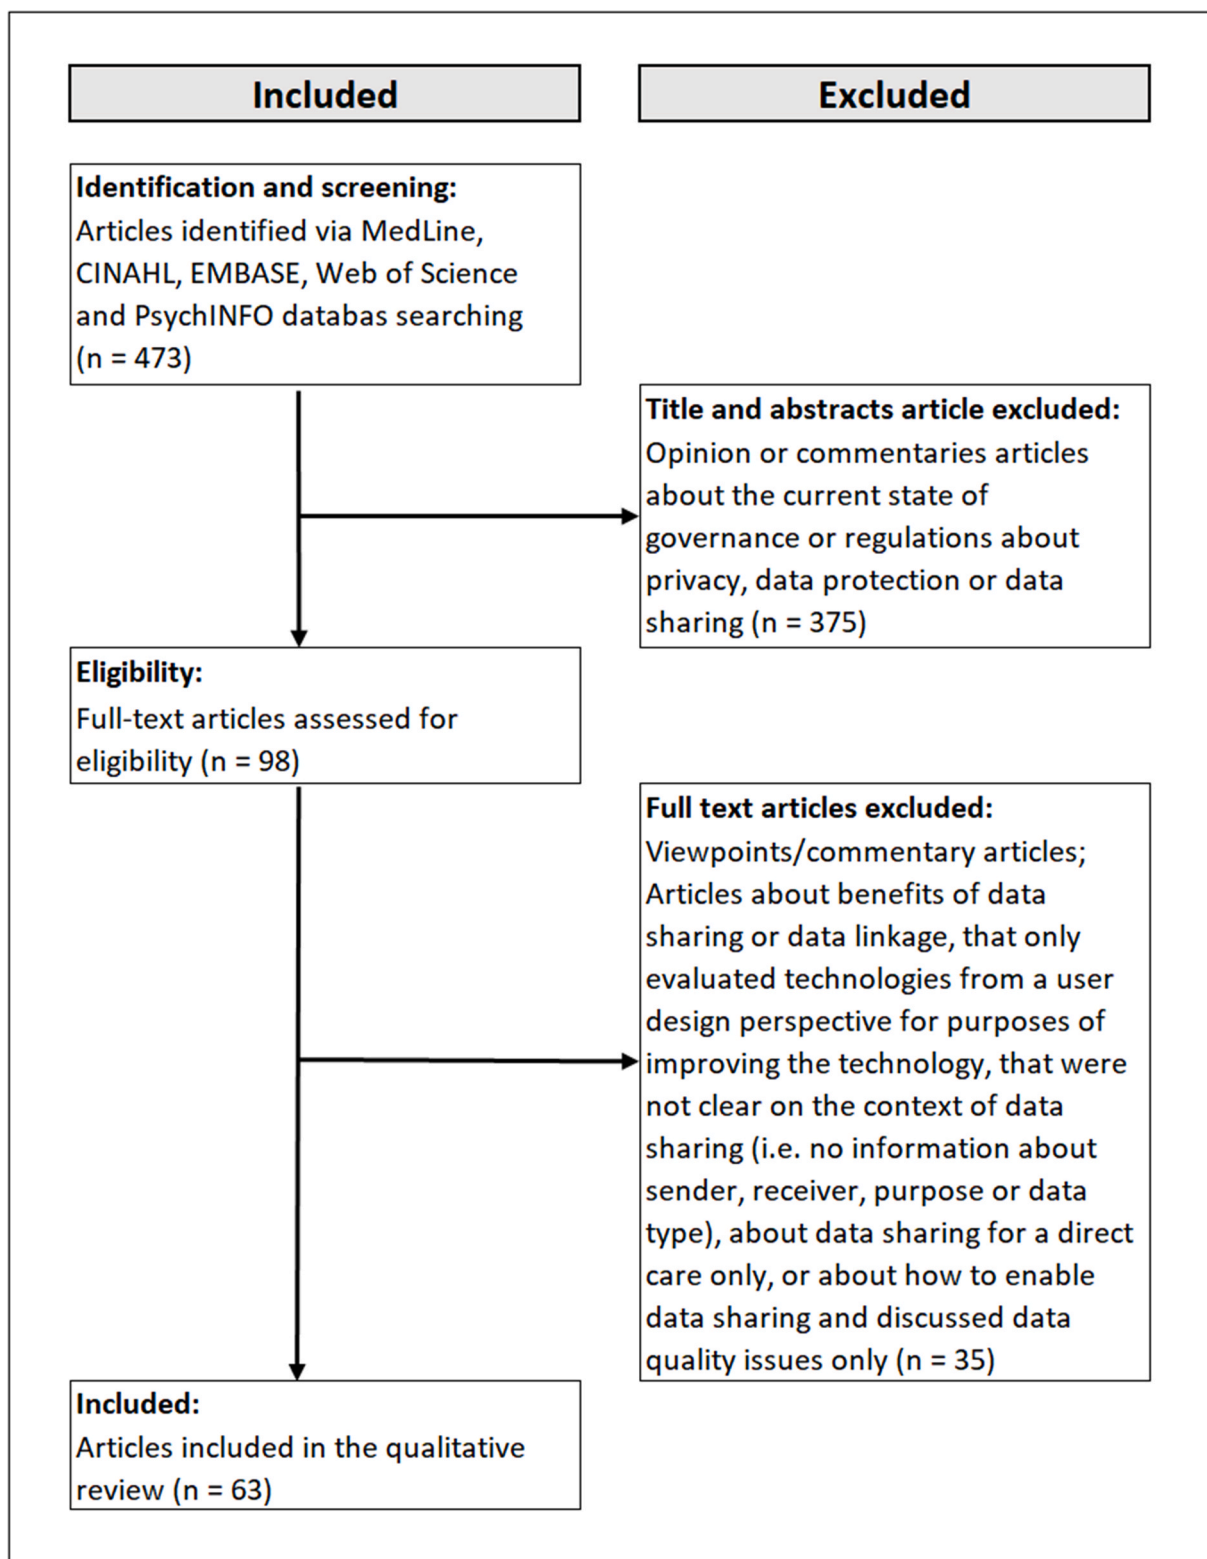 Included
Excluded
Identification and screening:
Articles identified via MedLine,
CINAHL, EMBASE, Web of Science
and PsychINFO databas searching
(n = 473)
Title and abstracts article excluded:
Opinion or commentaries articles
about the current state of
governance or regulations about
privacy, data protection or data
sharing (n = 375)
Eligibility:
Full-text articles assessed for
eligibility (n = 98)
Full text articles excluded:
Viewpoints/commentary articles;
Articles about benefits of data
sharing or data linkage, that only
evaluated technologies from a user
design perspective for purposes of
improving the technology, that were
not clear on the context of data
sharing (i.e. no information about
sender, receiver, purpose or data
type), about data sharing for a direct
care only, or about how to enable
data sharing and discussed data
quality issues only (n = 35)
Included:
Articles included in the qualitative
review (n = 63)